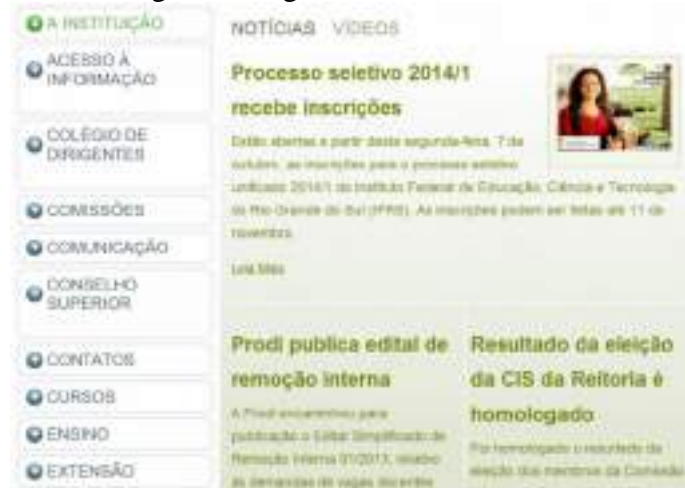 A INSTITUIÇÃO
ACESSO À
INFORMAÇÃO
COLÉGIO DE
DIRIGENTES
COMISSÕES
COMUNICAÇÃO
CONSELHO
SUPERIOR
CONTATOS
CURSOS
ENSINO
EXTENSÃO
NOTÍCIAS VÍDEOS
Processo seletivo 2014/1
recebe inscrições
Estão abertas a partir desta segunda-feira, 7 de
outubro, as inscrições para o processo seletivo
unificado 2014/1 do Instituto Federal de Educação, Ciência e Tecnologia
do Rio Grande do Sul (IFRS). As inscrições podem ser feitas até 11 de
novembro.
Leia Mais
Prodi publica edital de
remoção interna
A Prodi encaminhou para
publicação o Edital Simplificado de
Remoção Interna 01/2013, relativo
às demandas de vagas docentes
Resultado da eleição
da CIS da Reitoria é
homologado
Foi homologado o resultado da
eleição dos membros da Comissão